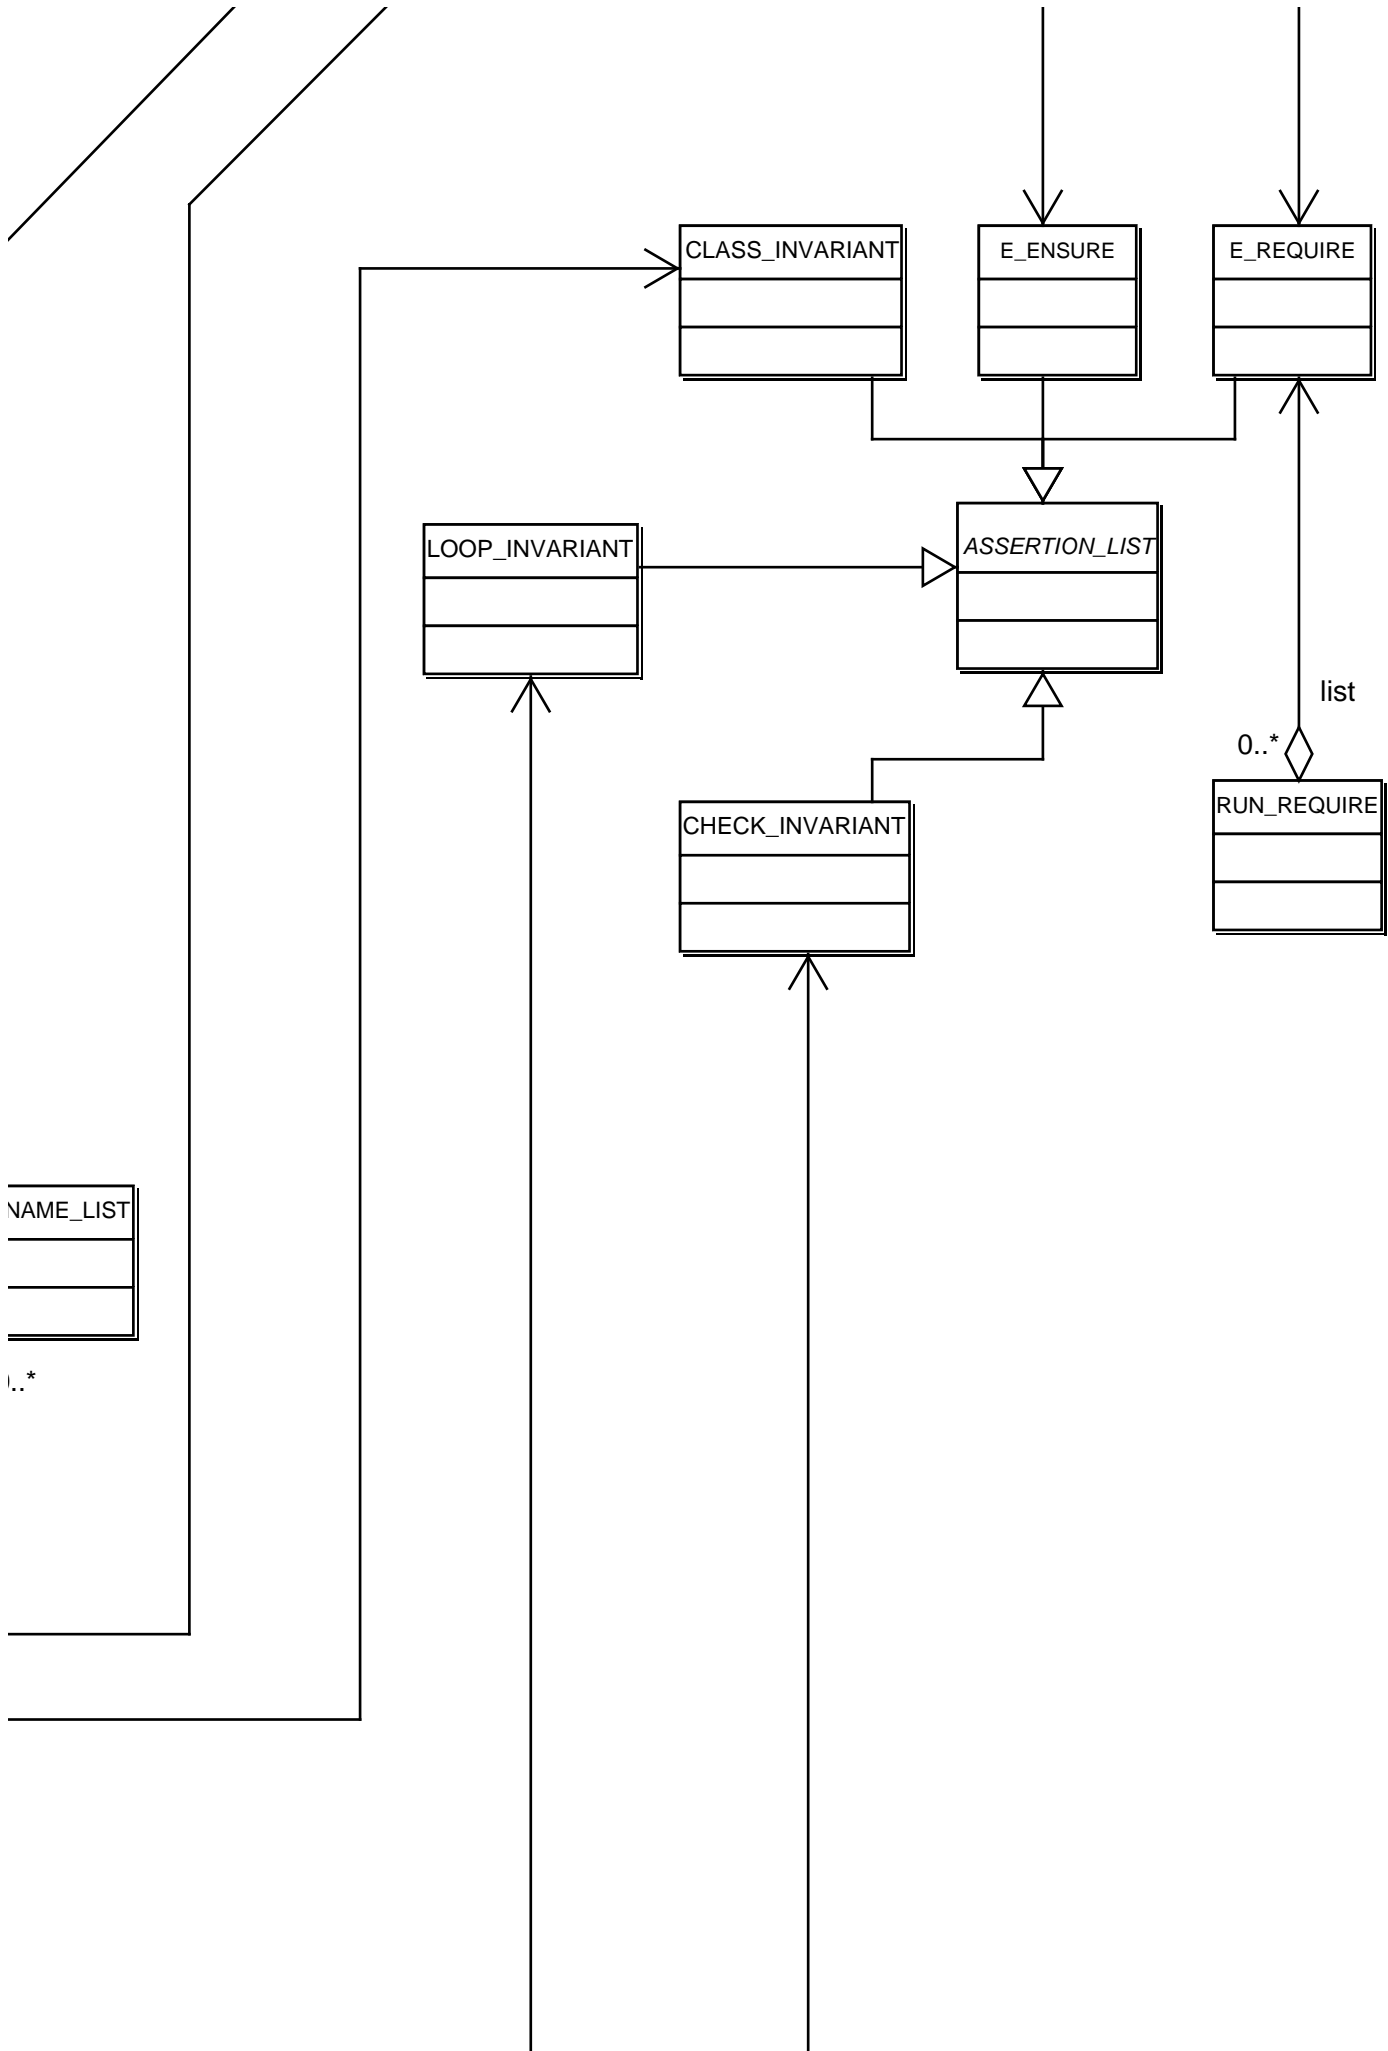 CLASS_INVARIANT
E_ENSURE
E_REQUIRE
LOOP_INVARIANT
ASSERTION_LIST
list
0..*
RUN_REQUIRE
CHECK_INVARIANT
NAME_LIST
..*